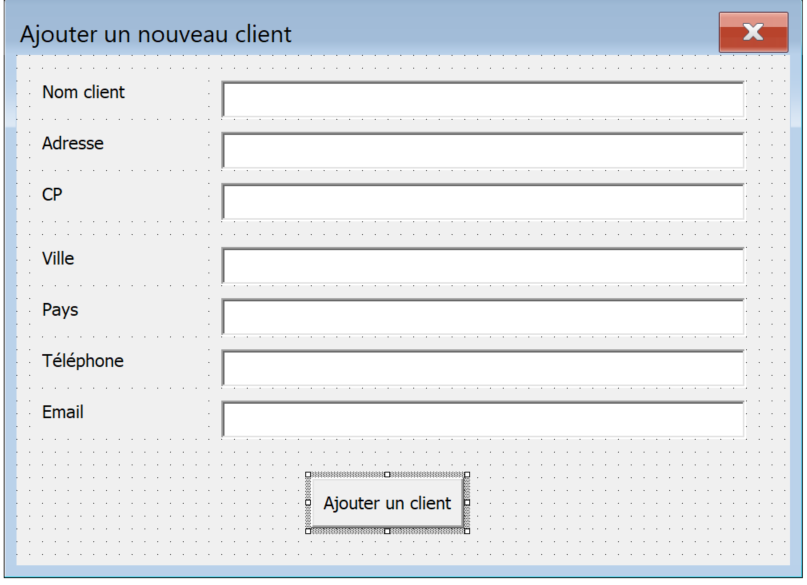 Ajouter un nouveau client
Nom client
Adresse
CP
Ville
Pays
Téléphone
Email
Ajouter un client